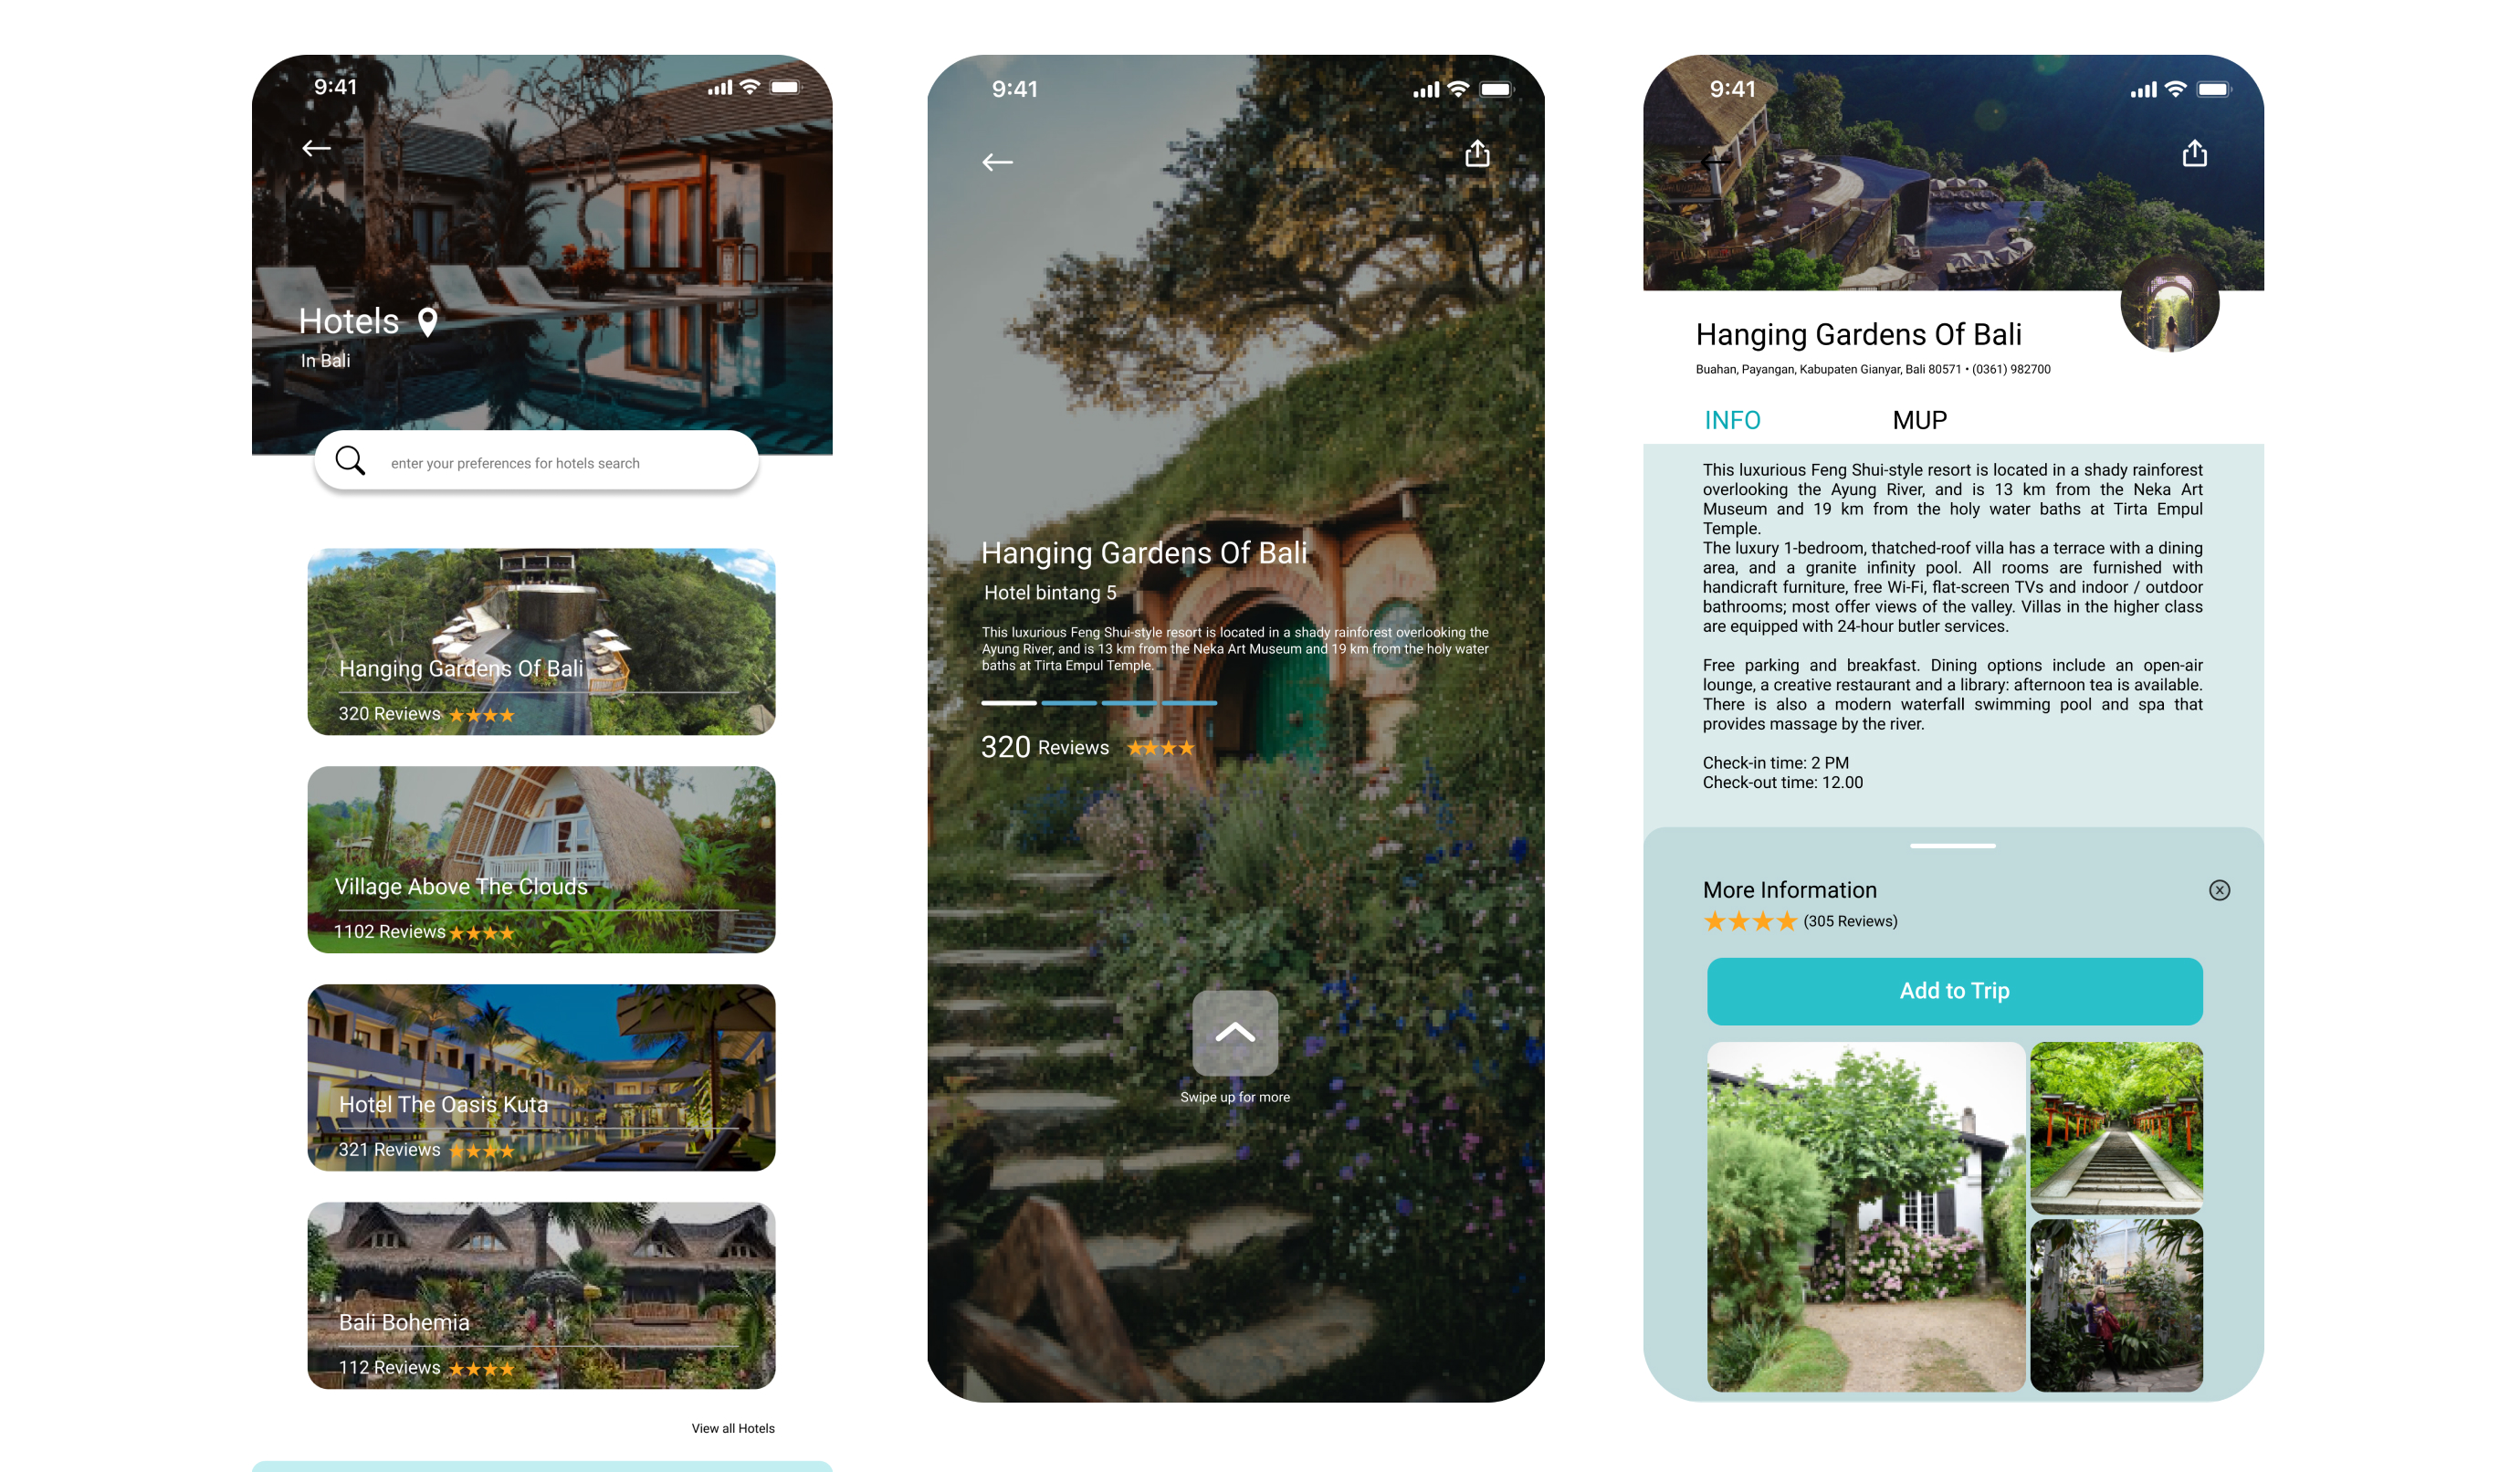 9:41
Hotels
In Bali
enter your preferences for hotels search
Hanging Gardens Of Bali
320 Reviews
Village Above The Clouds
1102 Reviews
Hotel The Oasis Kuta
321 Reviews
Bali Bohemia
112 Reviews
View all Hotels
9:41
Hanging Gardens Of Bali
Hotel bintang 5
This luxurious Feng Shui-style resort is located in a shady rainforest overlooking the
Ayung River, and is 13 km from the Neka Art Museum and 19 km from the holy water
baths at Tirta Empul Temple.
320 Reviews
Swipe up for more
9:41
Hanging Gardens Of Bali
Buahan, Payangan, Kabupaten Gianyar, Bali 80571 • (0361) 982700
INFO MUP
This luxurious Feng Shui-style resort is located in a shady rainforest
overlooking the Ayung River, and is 13 km from the Neka Art
Museum and 19 km from the holy water baths at Tirta Empul
Temple.
The luxury 1-bedroom, thatched-roof villa has a terrace with a dining
area, and a granite infinity pool. All rooms are furnished with
handicraft furniture, free Wi-Fi, flat-screen TVs and indoor / outdoor
bathrooms; most offer views of the valley. Villas in the higher class
are equipped with 24-hour butler services.
Free parking and breakfast. Dining options include an open-air
lounge, a creative restaurant and a library: afternoon tea is available.
There is also a modern waterfall swimming pool and spa that
provides massage by the river.
Check-in time: 2 PM
Check-out time: 12.00
More Information
(305 Reviews)
Add to Trip